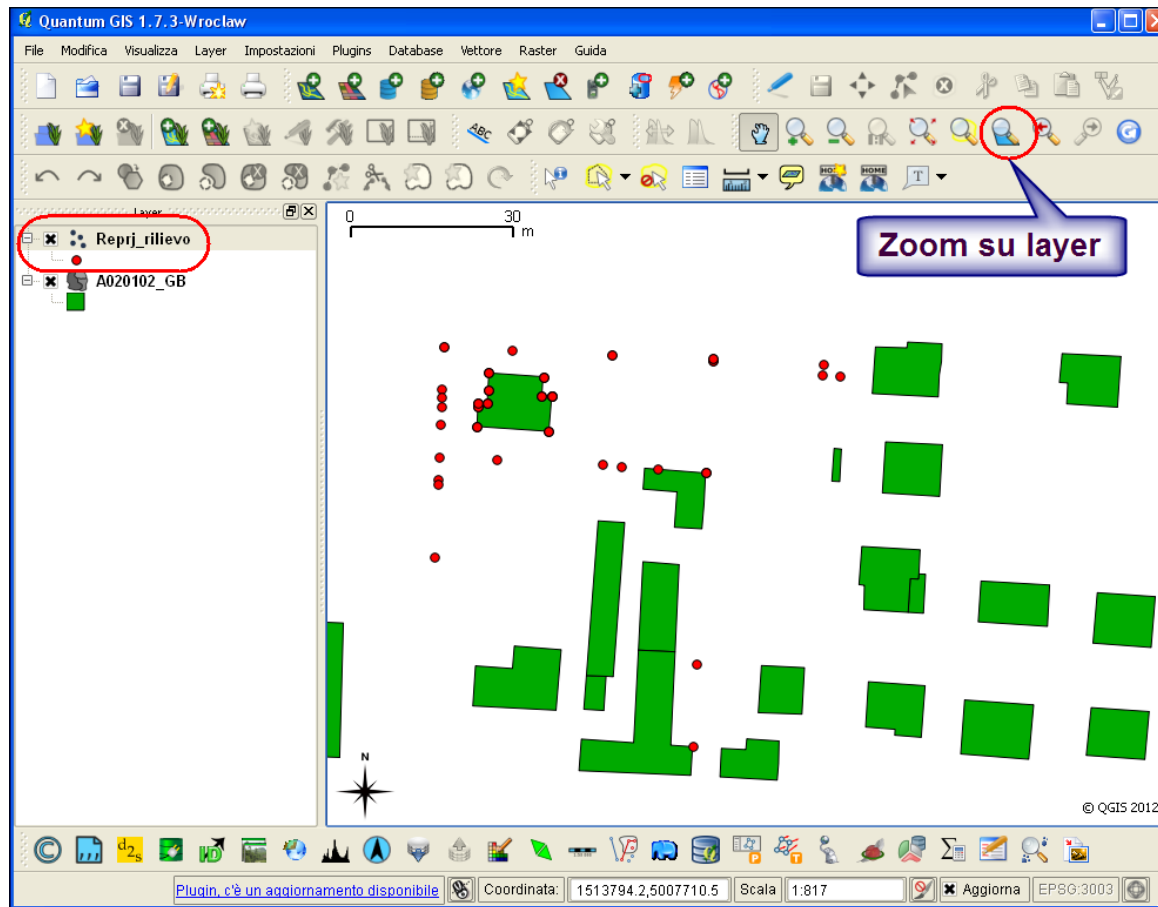 Quantum GIS 1.7.3-Wroclaw
File Modifica Visualizza Layer Impostazioni Plugins Database Vettore Raster Guida
ABC
T
Layer
Reprj_rilievo
A020102_GB
0 30
m
Zoom su layer
N
© QGIS 2012
Plugin, c'è un aggiornamento disponibile Coordinata: 1513794.2,5007710.5 Scala 1:817 Aggiorna EPSG:3003